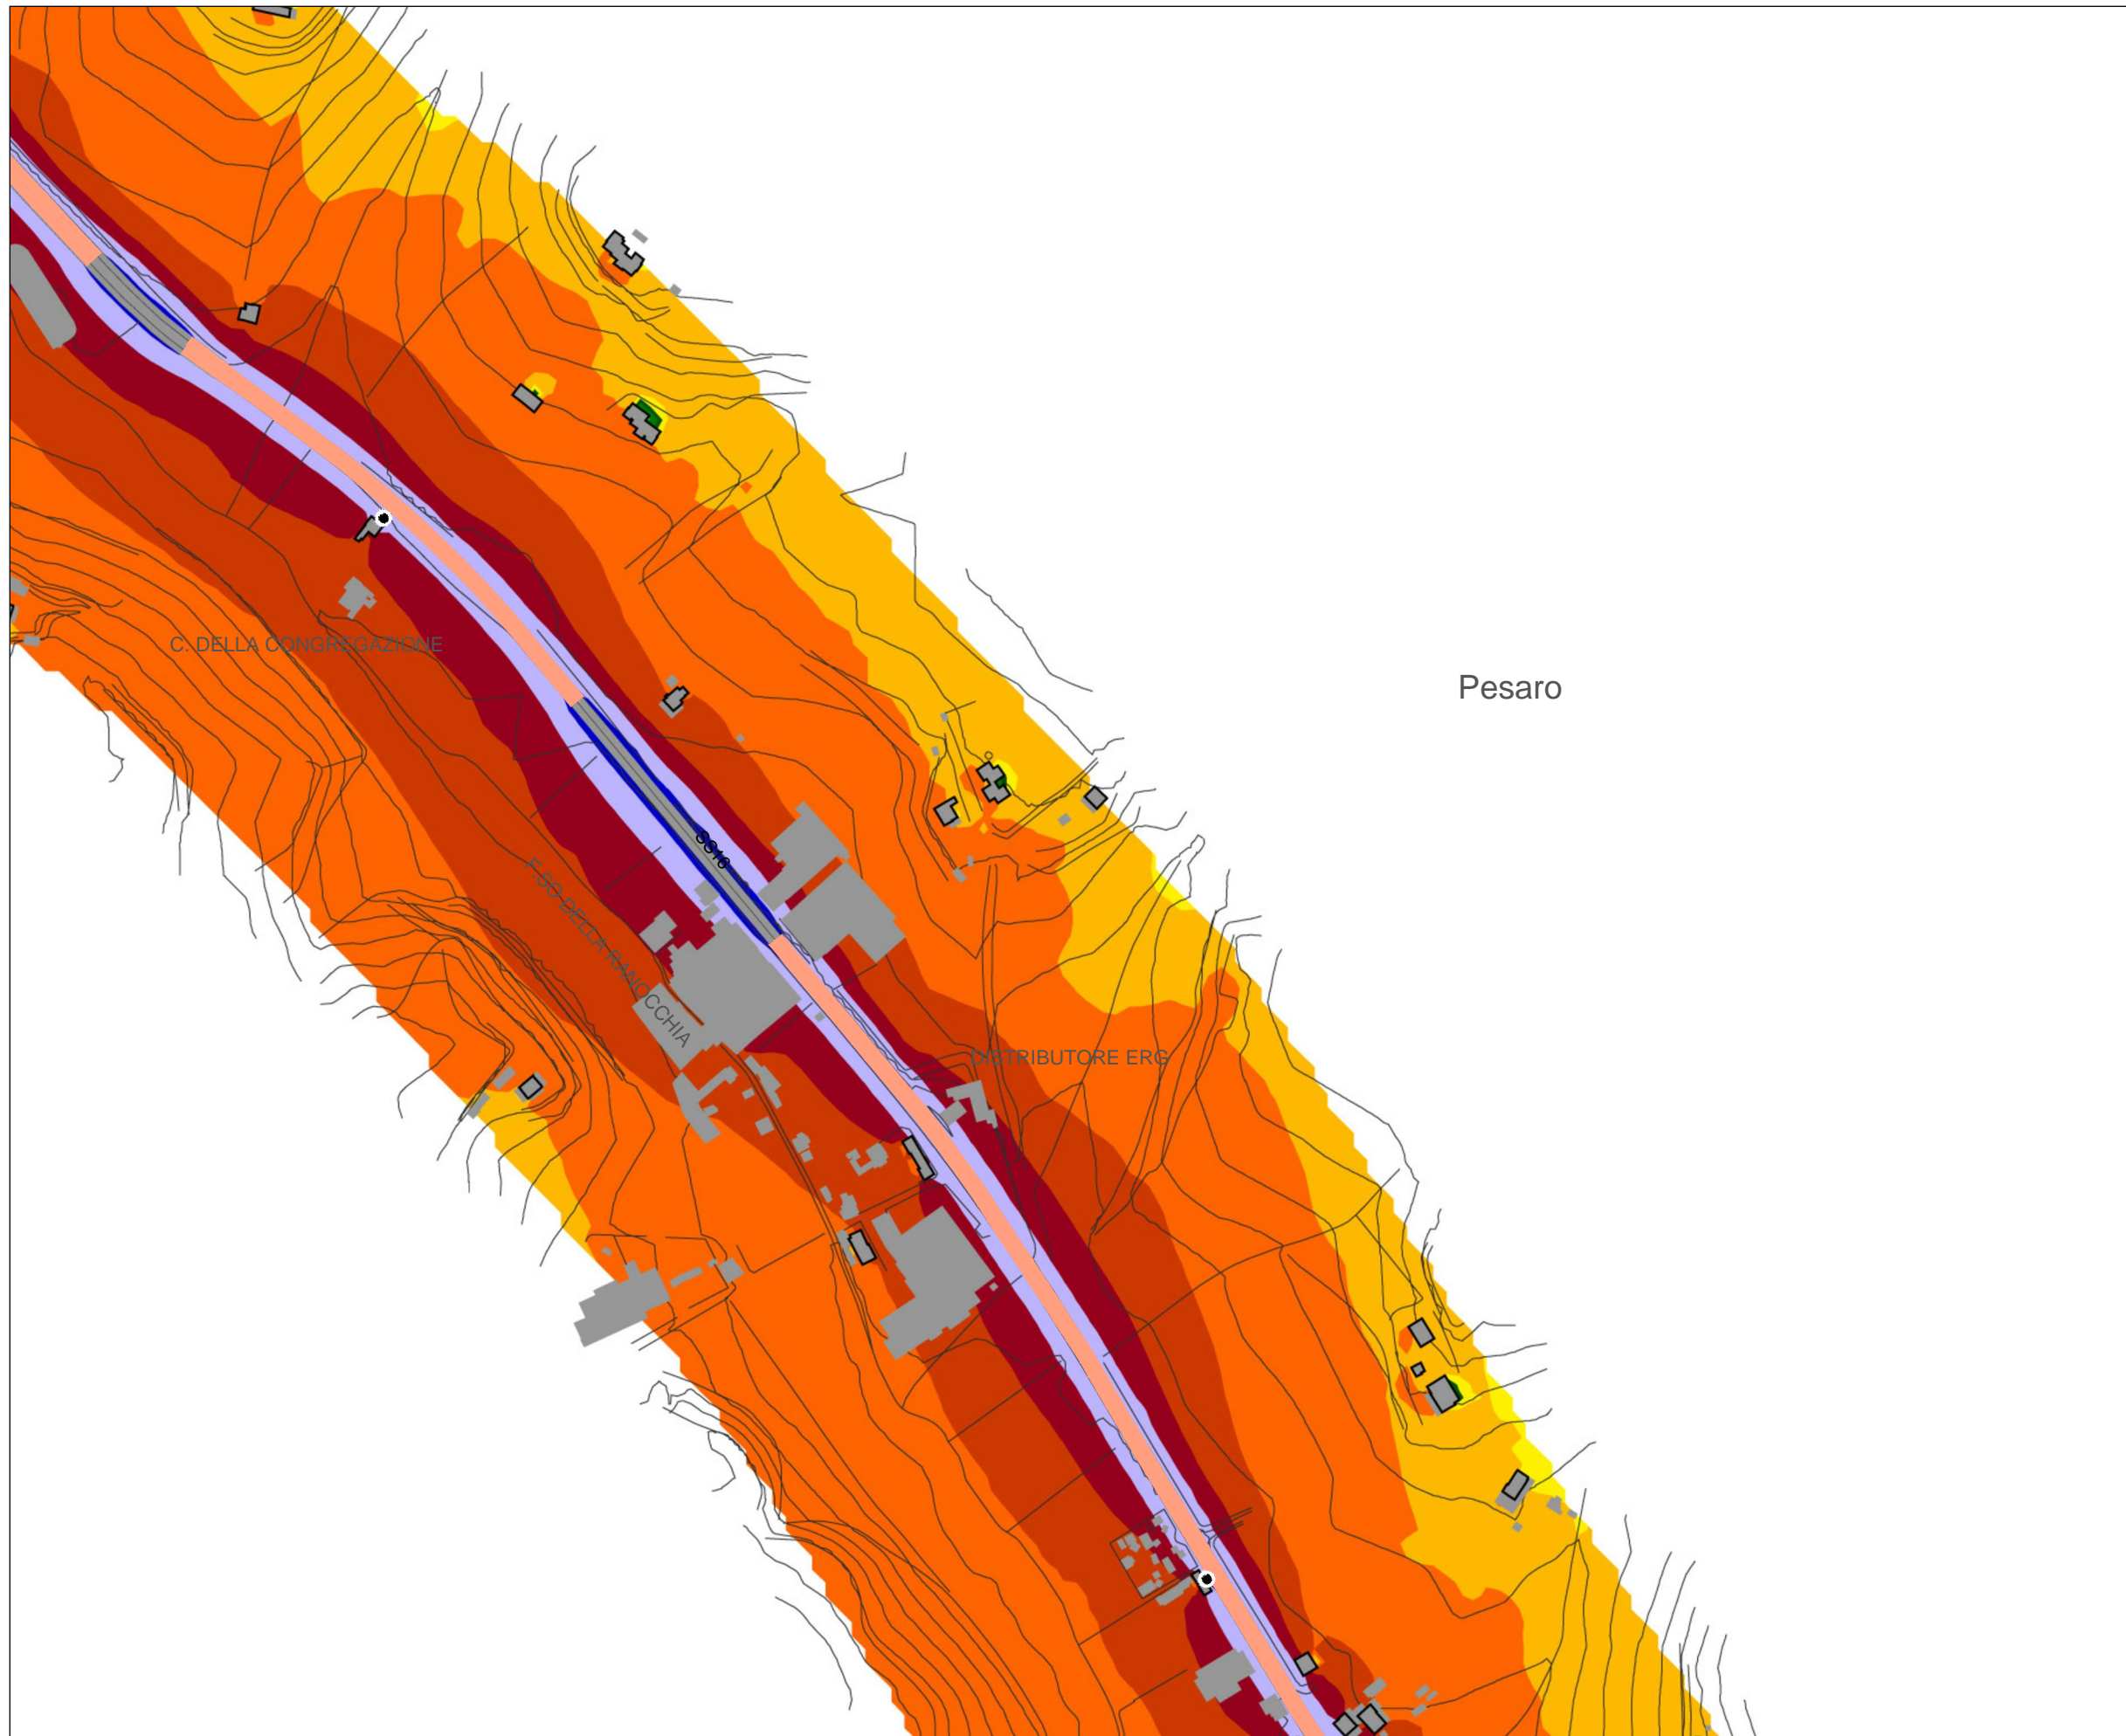 C. DELLA CONGREGAZIONE
Pesaro
SS16
F.SO DELLA RANOCCHIA
DISTRIBUTORE ERG